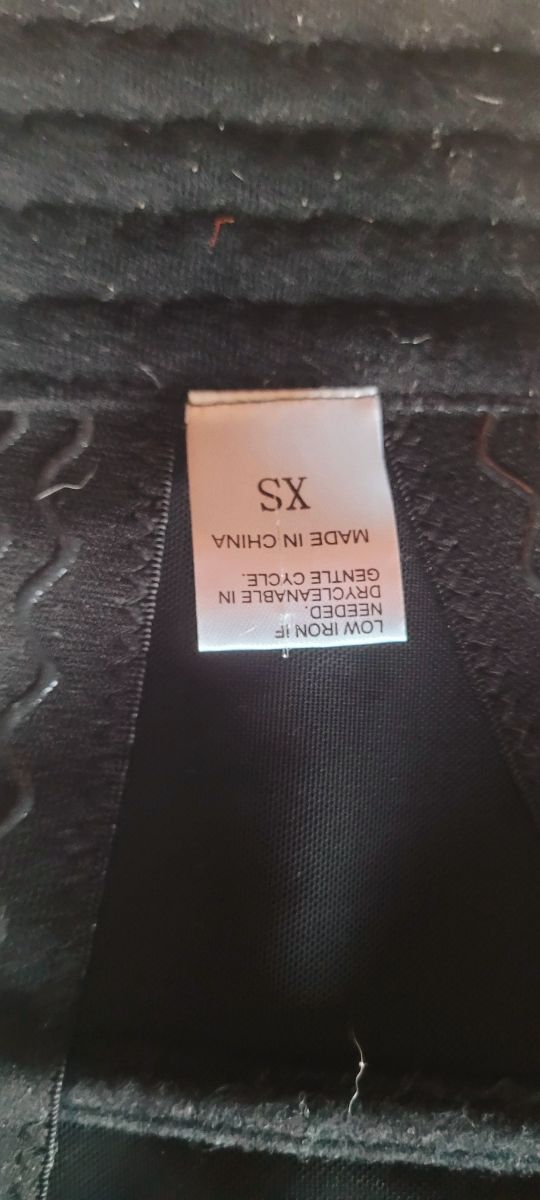 LOW IRON IF
NEEDED.
DRYCLEANABLE IN
GENTLE CYCLE.
MADE IN CHINA
XS